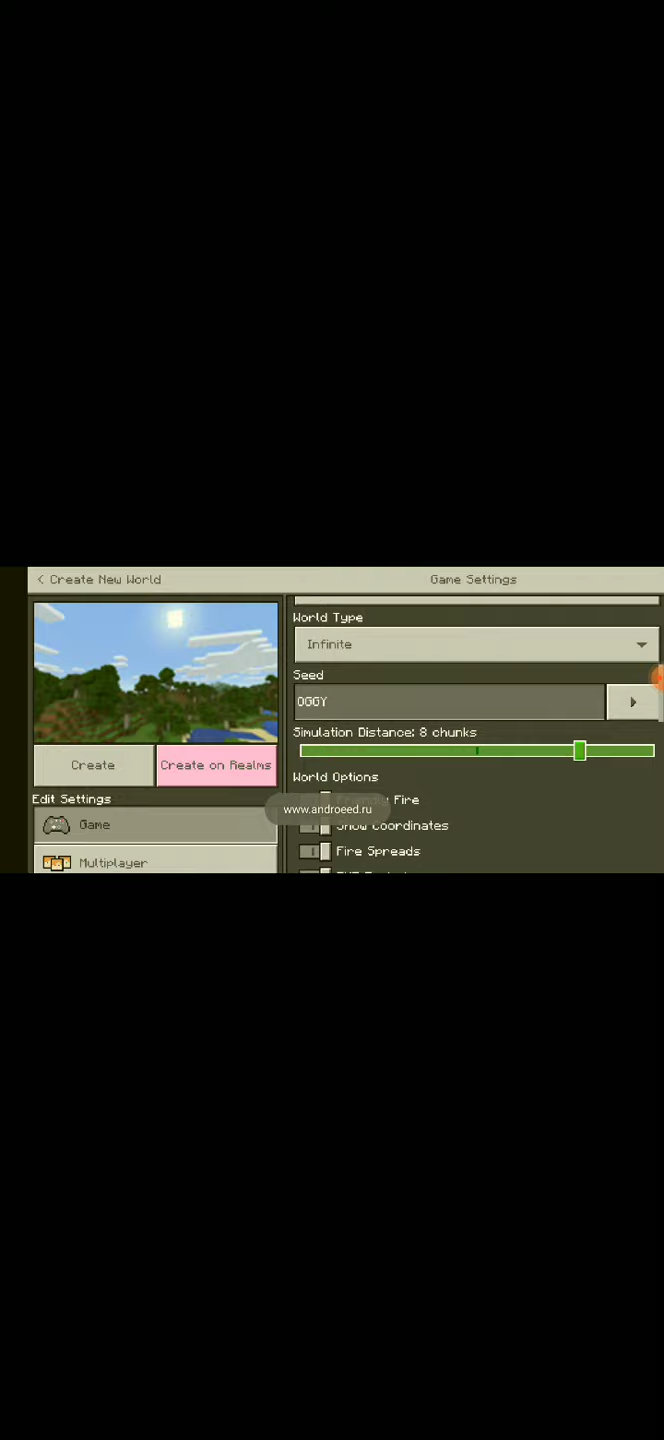 < Create New World
Game Settings
World Type
Infinite
Seed
OGGY
Simulation Distance: 8 chunks
Create
Create on Realms
World Options
Edit Settings
Friendly Fire
www.androeed.ru
Game
Show Coordinates
Fire Spreads
Multiplayer